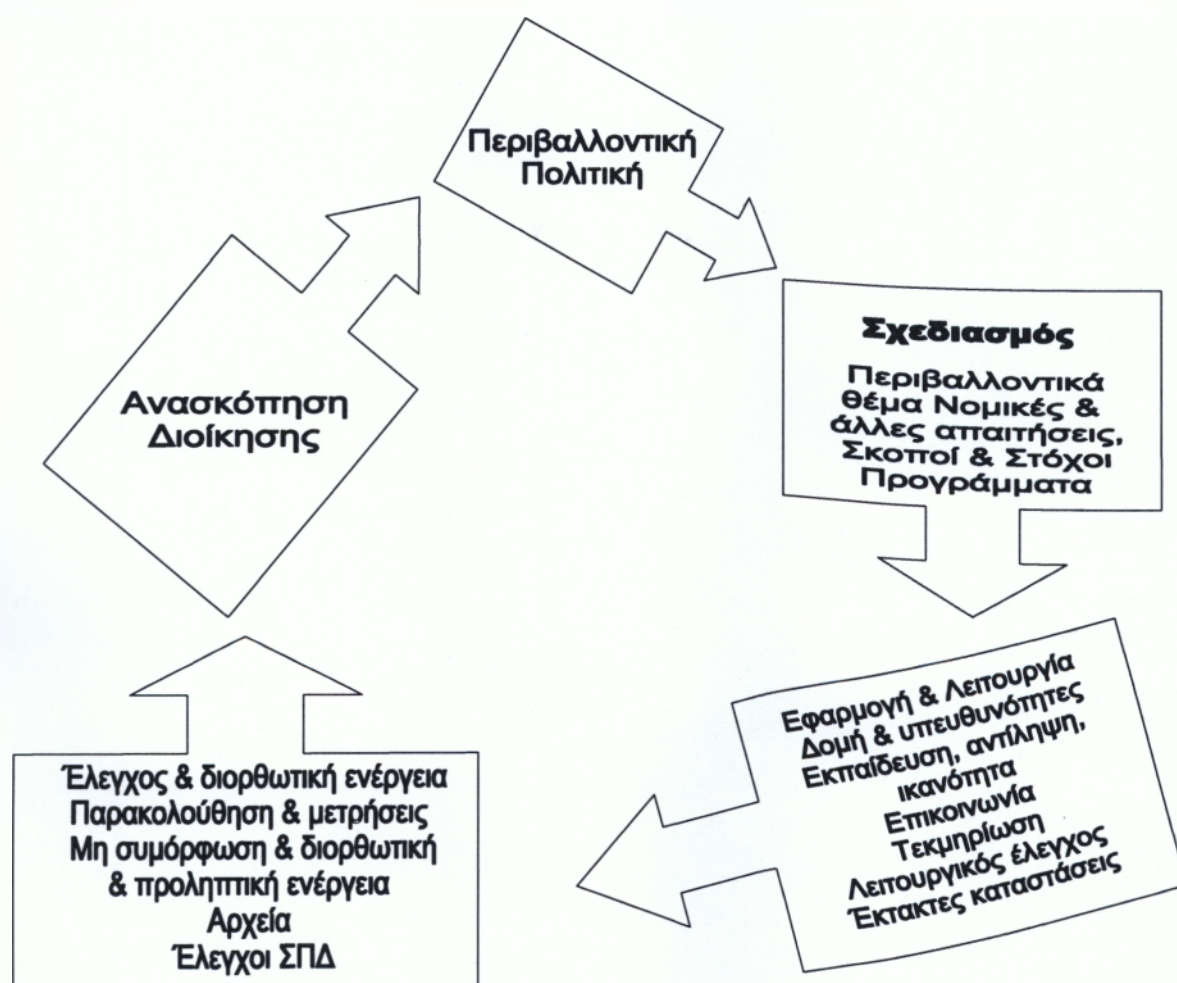 Περιβαλλοντική
Πολιτική
Σχεδιασμός
Περιβαλλοντικά
θέμα Νομικές &
άλλες απαιτήσεις,
Σκοποί & Στόχοι
Προγράμματα
Εφαρμογή & Λειτουργία
Δομή & υπευθυνότητες
Εκπαίδευση, αντίληψη,
ικανότητα
Επικοινωνία
Τεκμηρίωση
Λειτουργικός έλεγχος
Έκτακτες καταστάσεις
Έλεγχος & διορθωτική ενέργεια
Παρακολούθηση & μετρήσεις
Μη συμόρφωση & διορθωτική
& προληπτική ενέργεια
Αρχεία
Έλεγχοι ΣΠΔ
Ανασκόπηση
Διοίκησης